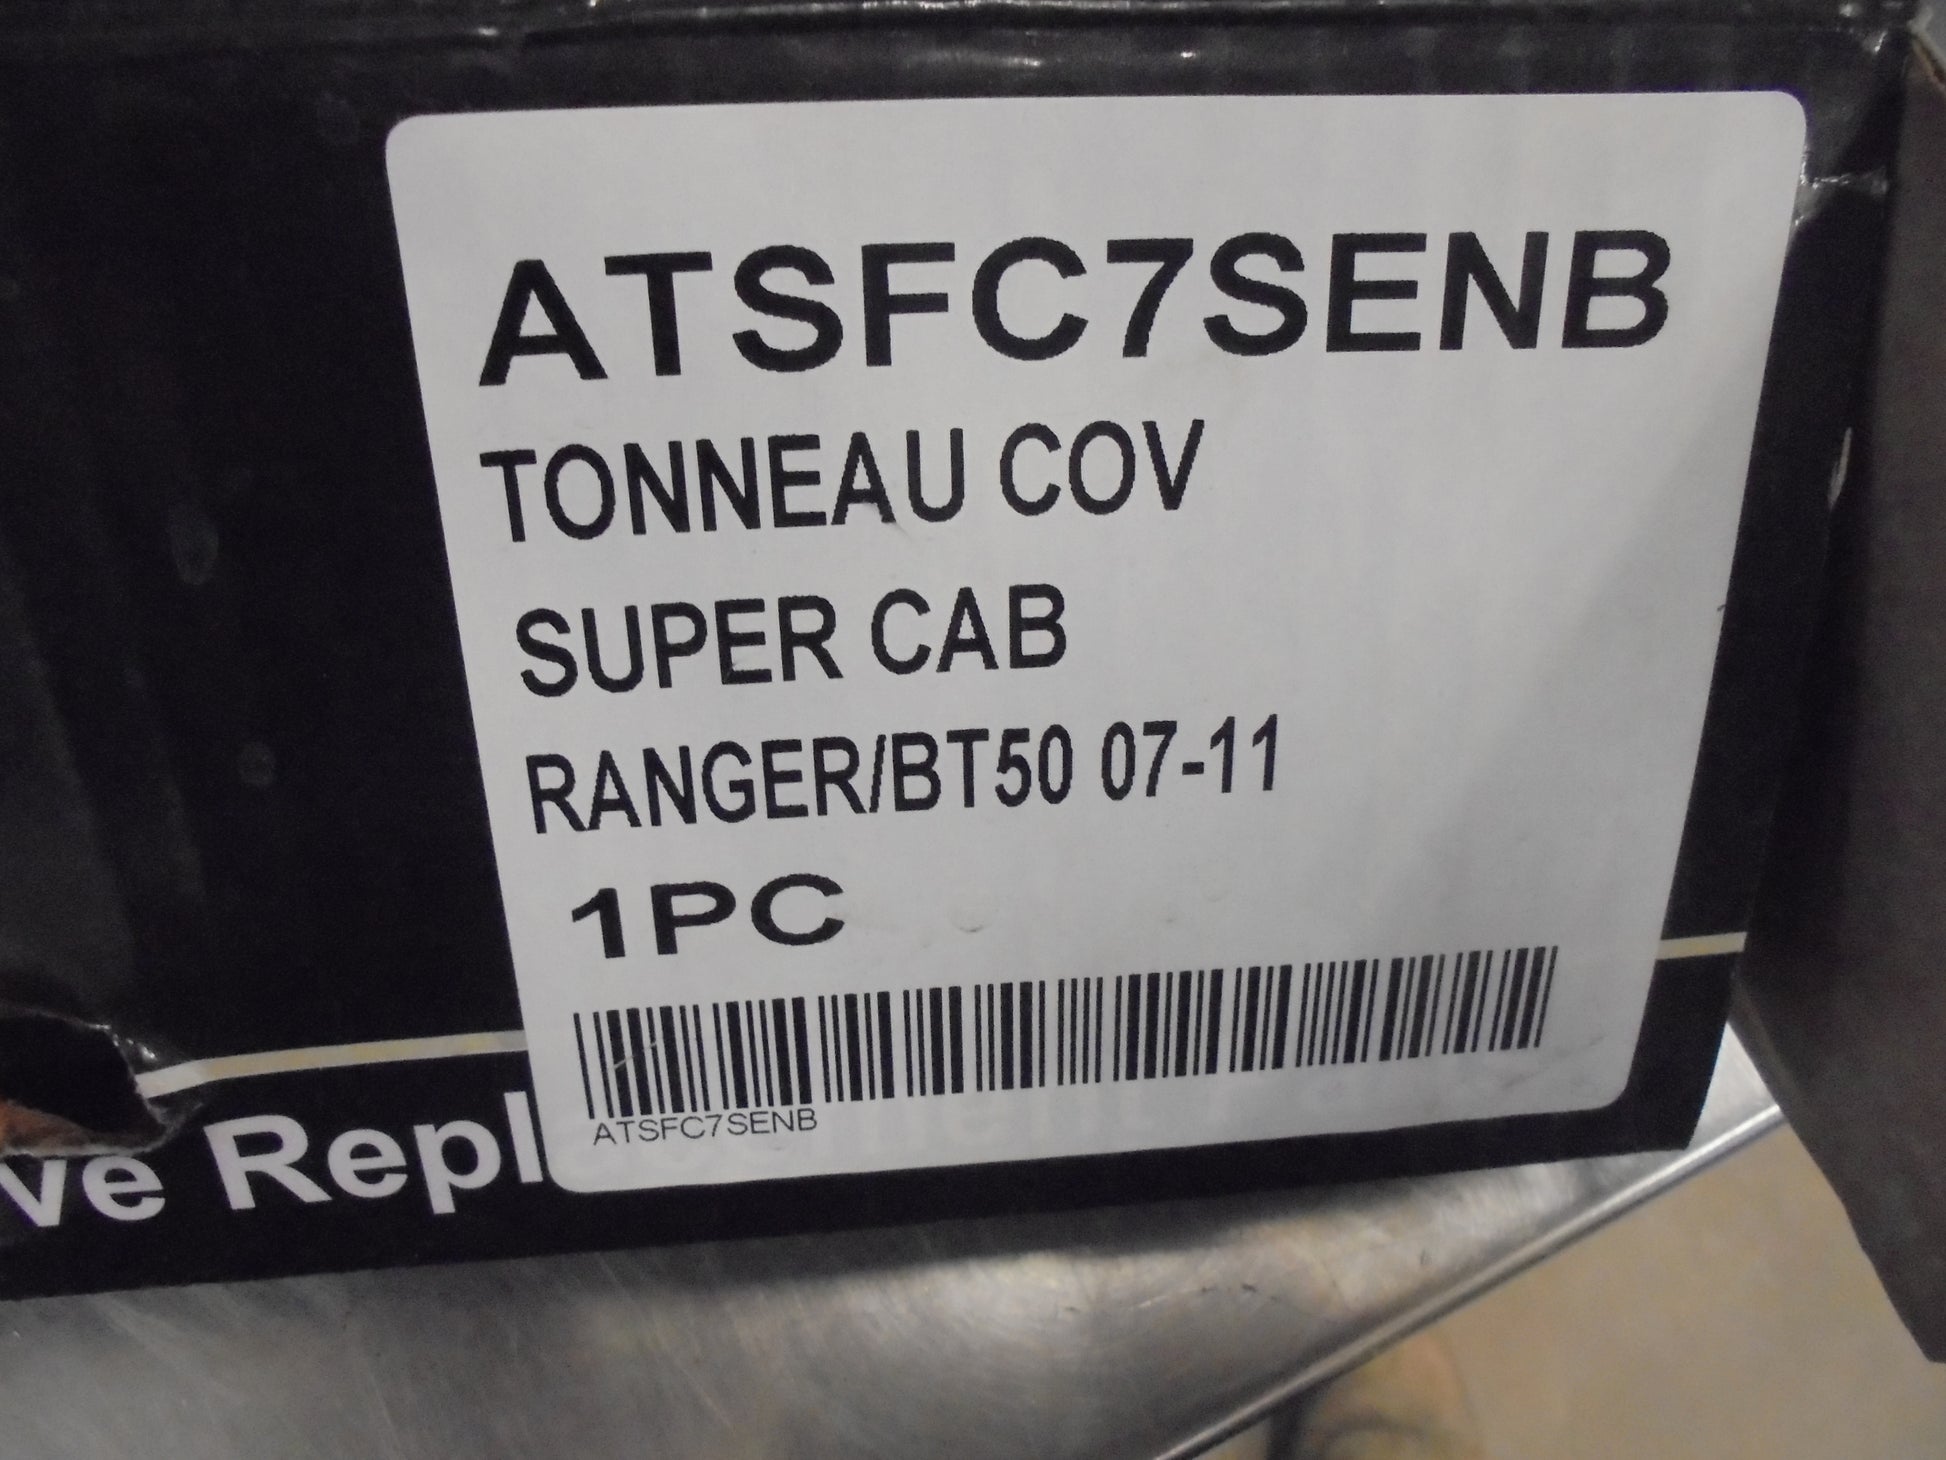 ATSFC7SENB
TONNEAU COV
SUPER CAB
RANGER/BT50 07-11
1PC
ATSFC7SENB
ve Repl